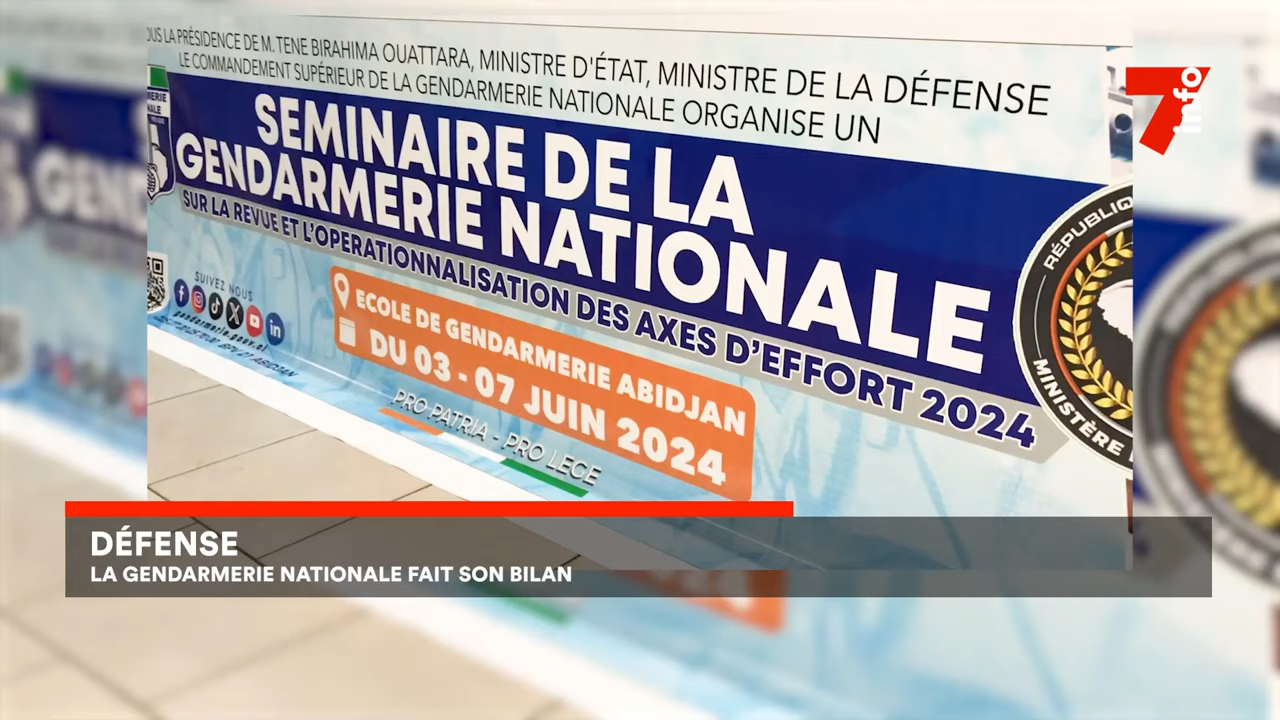 OUS LA PRÉSIDENCE DE M. TENE BIRAHIMA OUATTARA, MINISTRE D'ÉTAT, MINISTRE DE LA DÉFENSE
LE COMMANDEMENT SUPÉRIEUR DE LA GENDARMERIE NATIONALE ORGANISE UN
SEMINAIRE DE LA
GENDARMERIE NATIONALE
SUR LA REVUE ET L'OPERATIONNALISATION DES AXES D'EFFORT 2024
ECOLE DE GENDARMERIE ABIDJAN
DU 03 - 07 JUIN 2024
SUIVEZ NOUS
PRO PATRIA - PRO LEGE
RÉPUBLIQ
MINISTÈRE
7info
DÉFENSE
LA GENDARMERIE NATIONALE FAIT SON BILAN